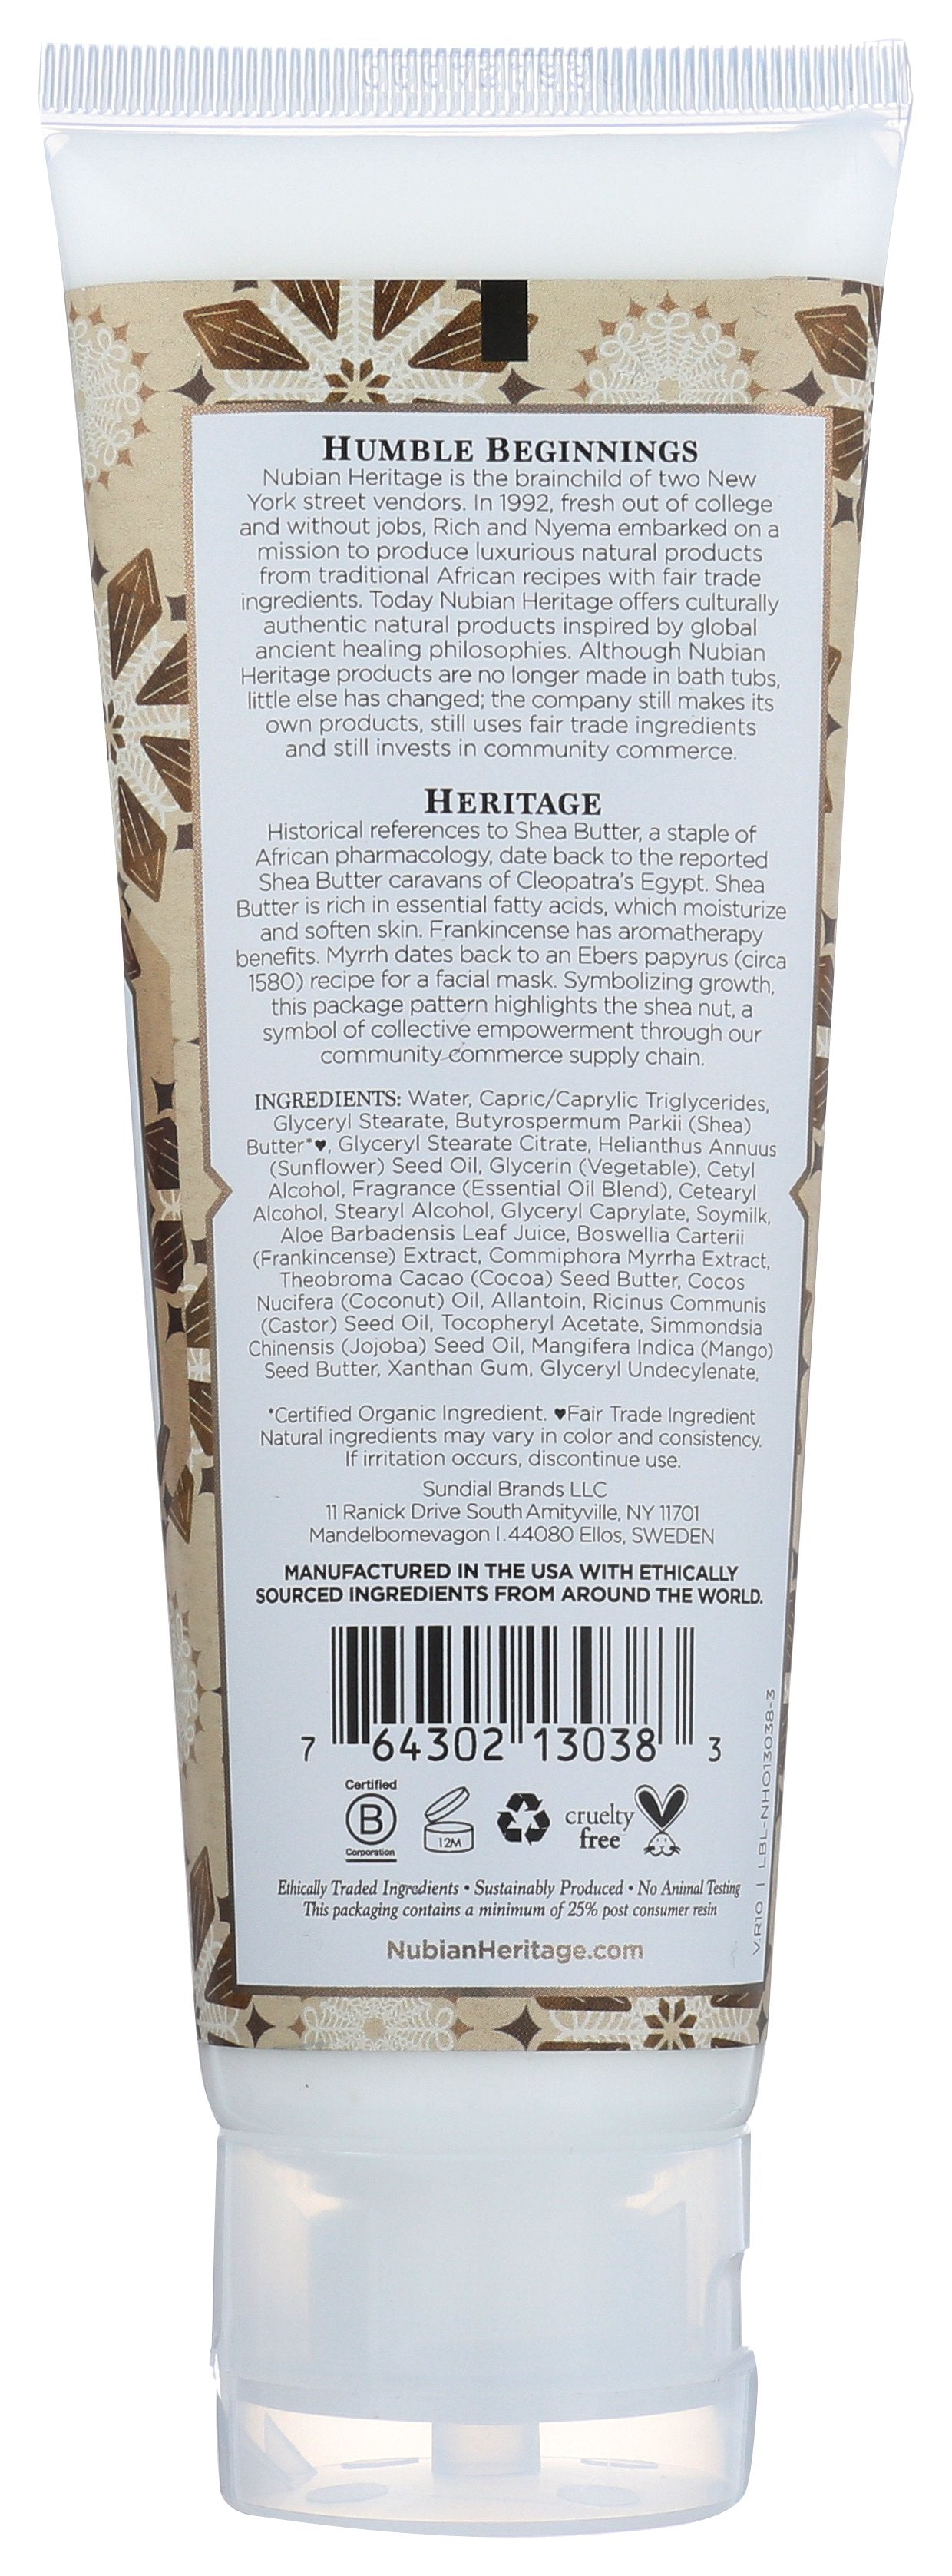 HUMBLE BEGINNINGS
Nubian Heritage is the brainchild of two New
York street vendors. In 1992, fresh out of college
and without jobs, Rich and Nyema embarked on a
mission to produce luxurious natural products
from traditional African recipes with fair trade
ingredients. Today Nubian Heritage offers culturally
authentic natural products inspired by global
ancient healing philosophies. Although Nubian
Heritage products are no longer made in bath tubs,
little else has changed; the company still makes its
own products, still uses fair trade ingredients
and still invests in community commerce.
HERITAGE
Historical references to Shea Butter, a staple of
African pharmacology, date back to the reported
Shea Butter caravans of Cleopatra's Egypt. Shea
Butter is rich in essential fatty acids, which moisturize
and soften skin. Frankincense has aromatherapy
benefits. Myrrh dates back to an Ebers papyrus (circa
1580) recipe for a facial mask. Symbolizing growth,
this package pattern highlights the shea nut, a
symbol of collective empowerment through our
community commerce supply chain.
INGREDIENTS: Water, Capric/Caprylic Triglycerides,
Glyceryl Stearate, Butyrospermum Parkii (Shea)
Butter*♥, Glyceryl Stearate Citrate, Helianthus Annuus
(Sunflower) Seed Oil, Glycerin (Vegetable), Cetyl
Alcohol, Fragrance (Essential Oil Blend), Cetearyl
Alcohol, Stearyl Alcohol, Glyceryl Caprylate, Soymilk,
Aloe Barbadensis Leaf Juice, Boswellia Carterii
(Frankincense) Extract, Commiphora Myrrha Extract,
Theobroma Cacao (Cocoa) Seed Butter, Cocos
Nucifera (Coconut) Oil, Allantoin, Ricinus Communis
(Castor) Seed Oil, Tocopheryl Acetate, Simmondsia
Chinensis (Jojoba) Seed Oil, Mangifera Indica (Mango)
Seed Butter, Xanthan Gum, Glyceryl Undecylenate,
*Certified Organic Ingredient. ♥Fair Trade Ingredient
Natural ingredients may vary in color and consistency.
If irritation occurs, discontinue use.
Sundial Brands LLC
11 Ranick Drive South Amityville, NY 11701
Mandelbomevagon 1.44080 Ellos, SWEDEN
MANUFACTURED IN THE USA WITH ETHICALLY
SOURCED INGREDIENTS FROM AROUND THE WORLD.
7 64302 13038 3
Certified
B
Corporation
12M
cruelty
free
Ethically Traded Ingredients • Sustainably Produced • No Animal Testing
This packaging contains a minimum of 25% post consumer resin
NubianHeritage.com
V.R10 | LBL-NH013038-3